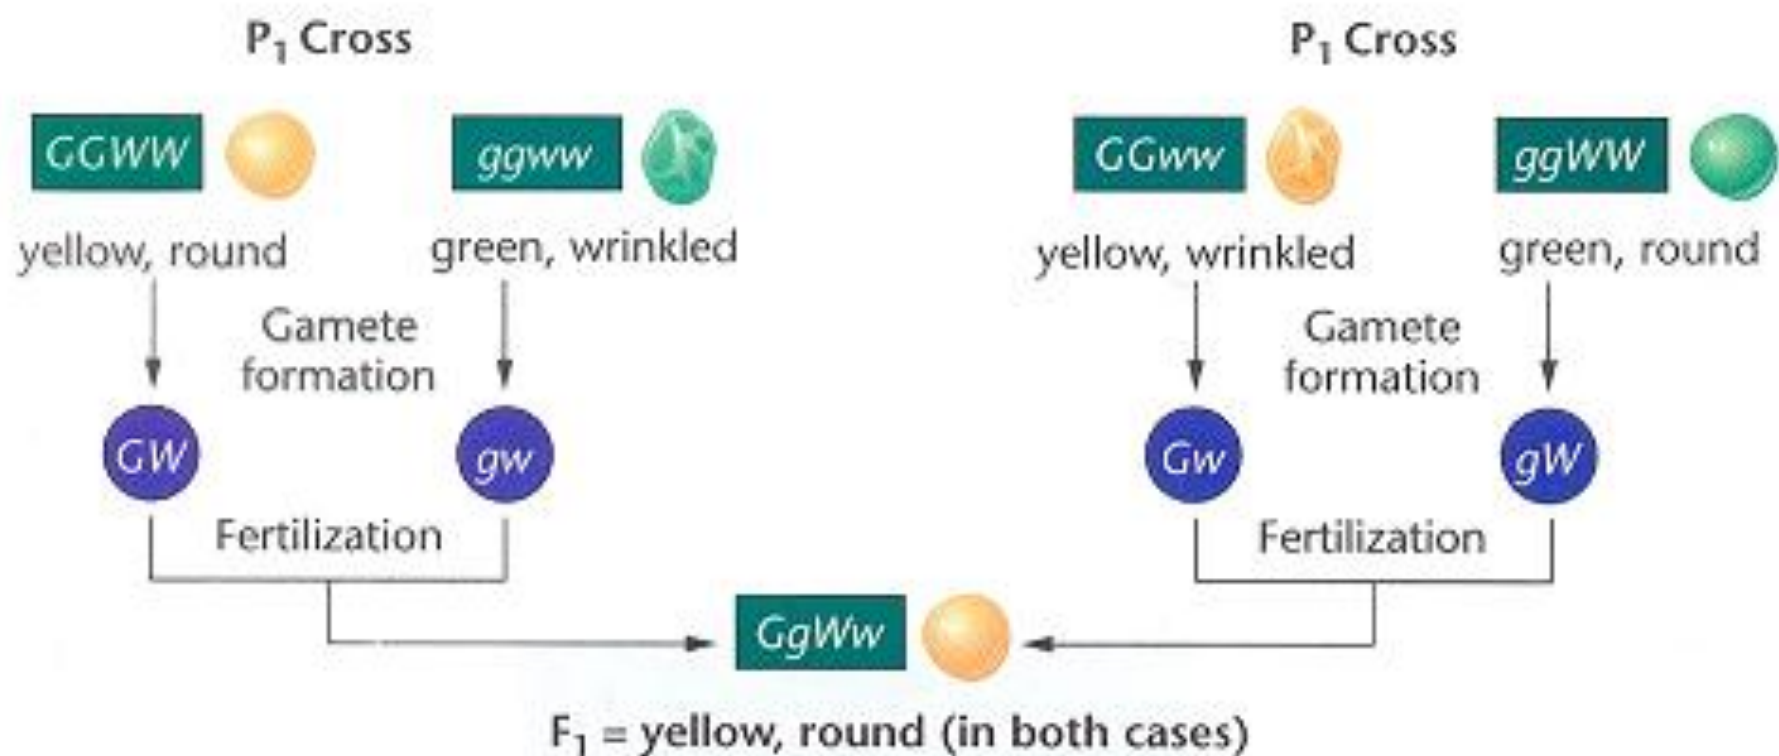 P₁ Cross
GGWW
ggww
yellow, round
green, wrinkled
Gamete
formation
GW
gw
Fertilization
P₁ Cross
GGww
ggWW
yellow, wrinkled
green, round
Gamete
formation
Gw
gW
Fertilization
GgWw
F₁ = yellow, round (in both cases)